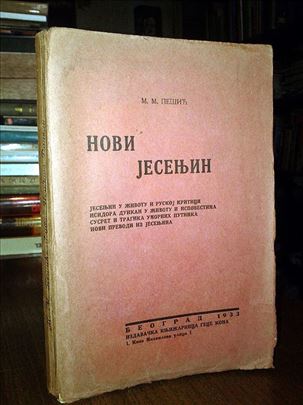 М. М. ПЕШИЋ
НОВИ
ЈЕСЕЊИН
ЈЕСЕЊИН У ЖИВОТУ И РУСКОЈ КРИТИЦИ
ИСИДОРА ДУНКАН У ЖИВОТУ И ИСПОВЕСТИМА
СУСРЕТ И ТРАГИКА УМОРНИХ ПУТНИКА
НОВИ ПРЕВОДИ ИЗ ЈЕСЕЊИНА
БЕОГРАД 1933
ИЗДАВАЧКА КЊИЖАРНИЦА ГЕЦЕ КОНА
1, Кнез Михаилова улица 1